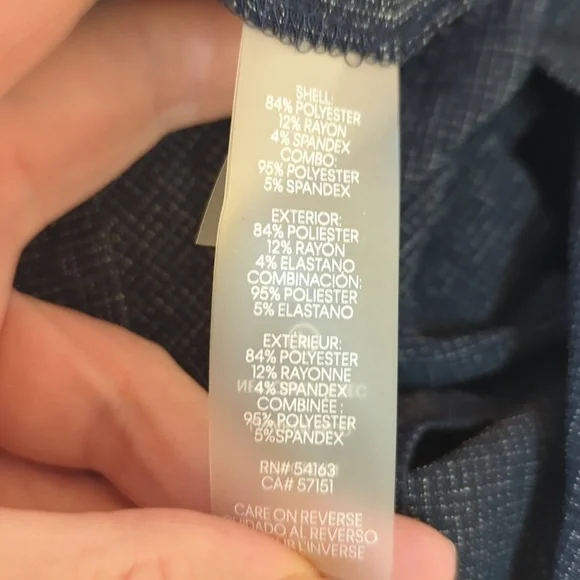 SHELL:
84% POLYESTER
12% RAYON
4% SPANDEX
COMBO:
95% POLYESTER
5% SPANDEX
EXTERIOR:
84% POLIESTER
12% RAYÓN
4% ELASTANO
COMBINACIÓN:
95% POLIESTER
5% ELASTANO
EXTÉRIEUR:
84% POLYESTER
12% RAYONNE
4% SPANDEX
COMBINÉE :
95% POLYESTER
5%SPANDEX
RN# 54163
CA# 57151
CARE ON REVERSE
CUIDADO AL REVERSO
L'INVERSE